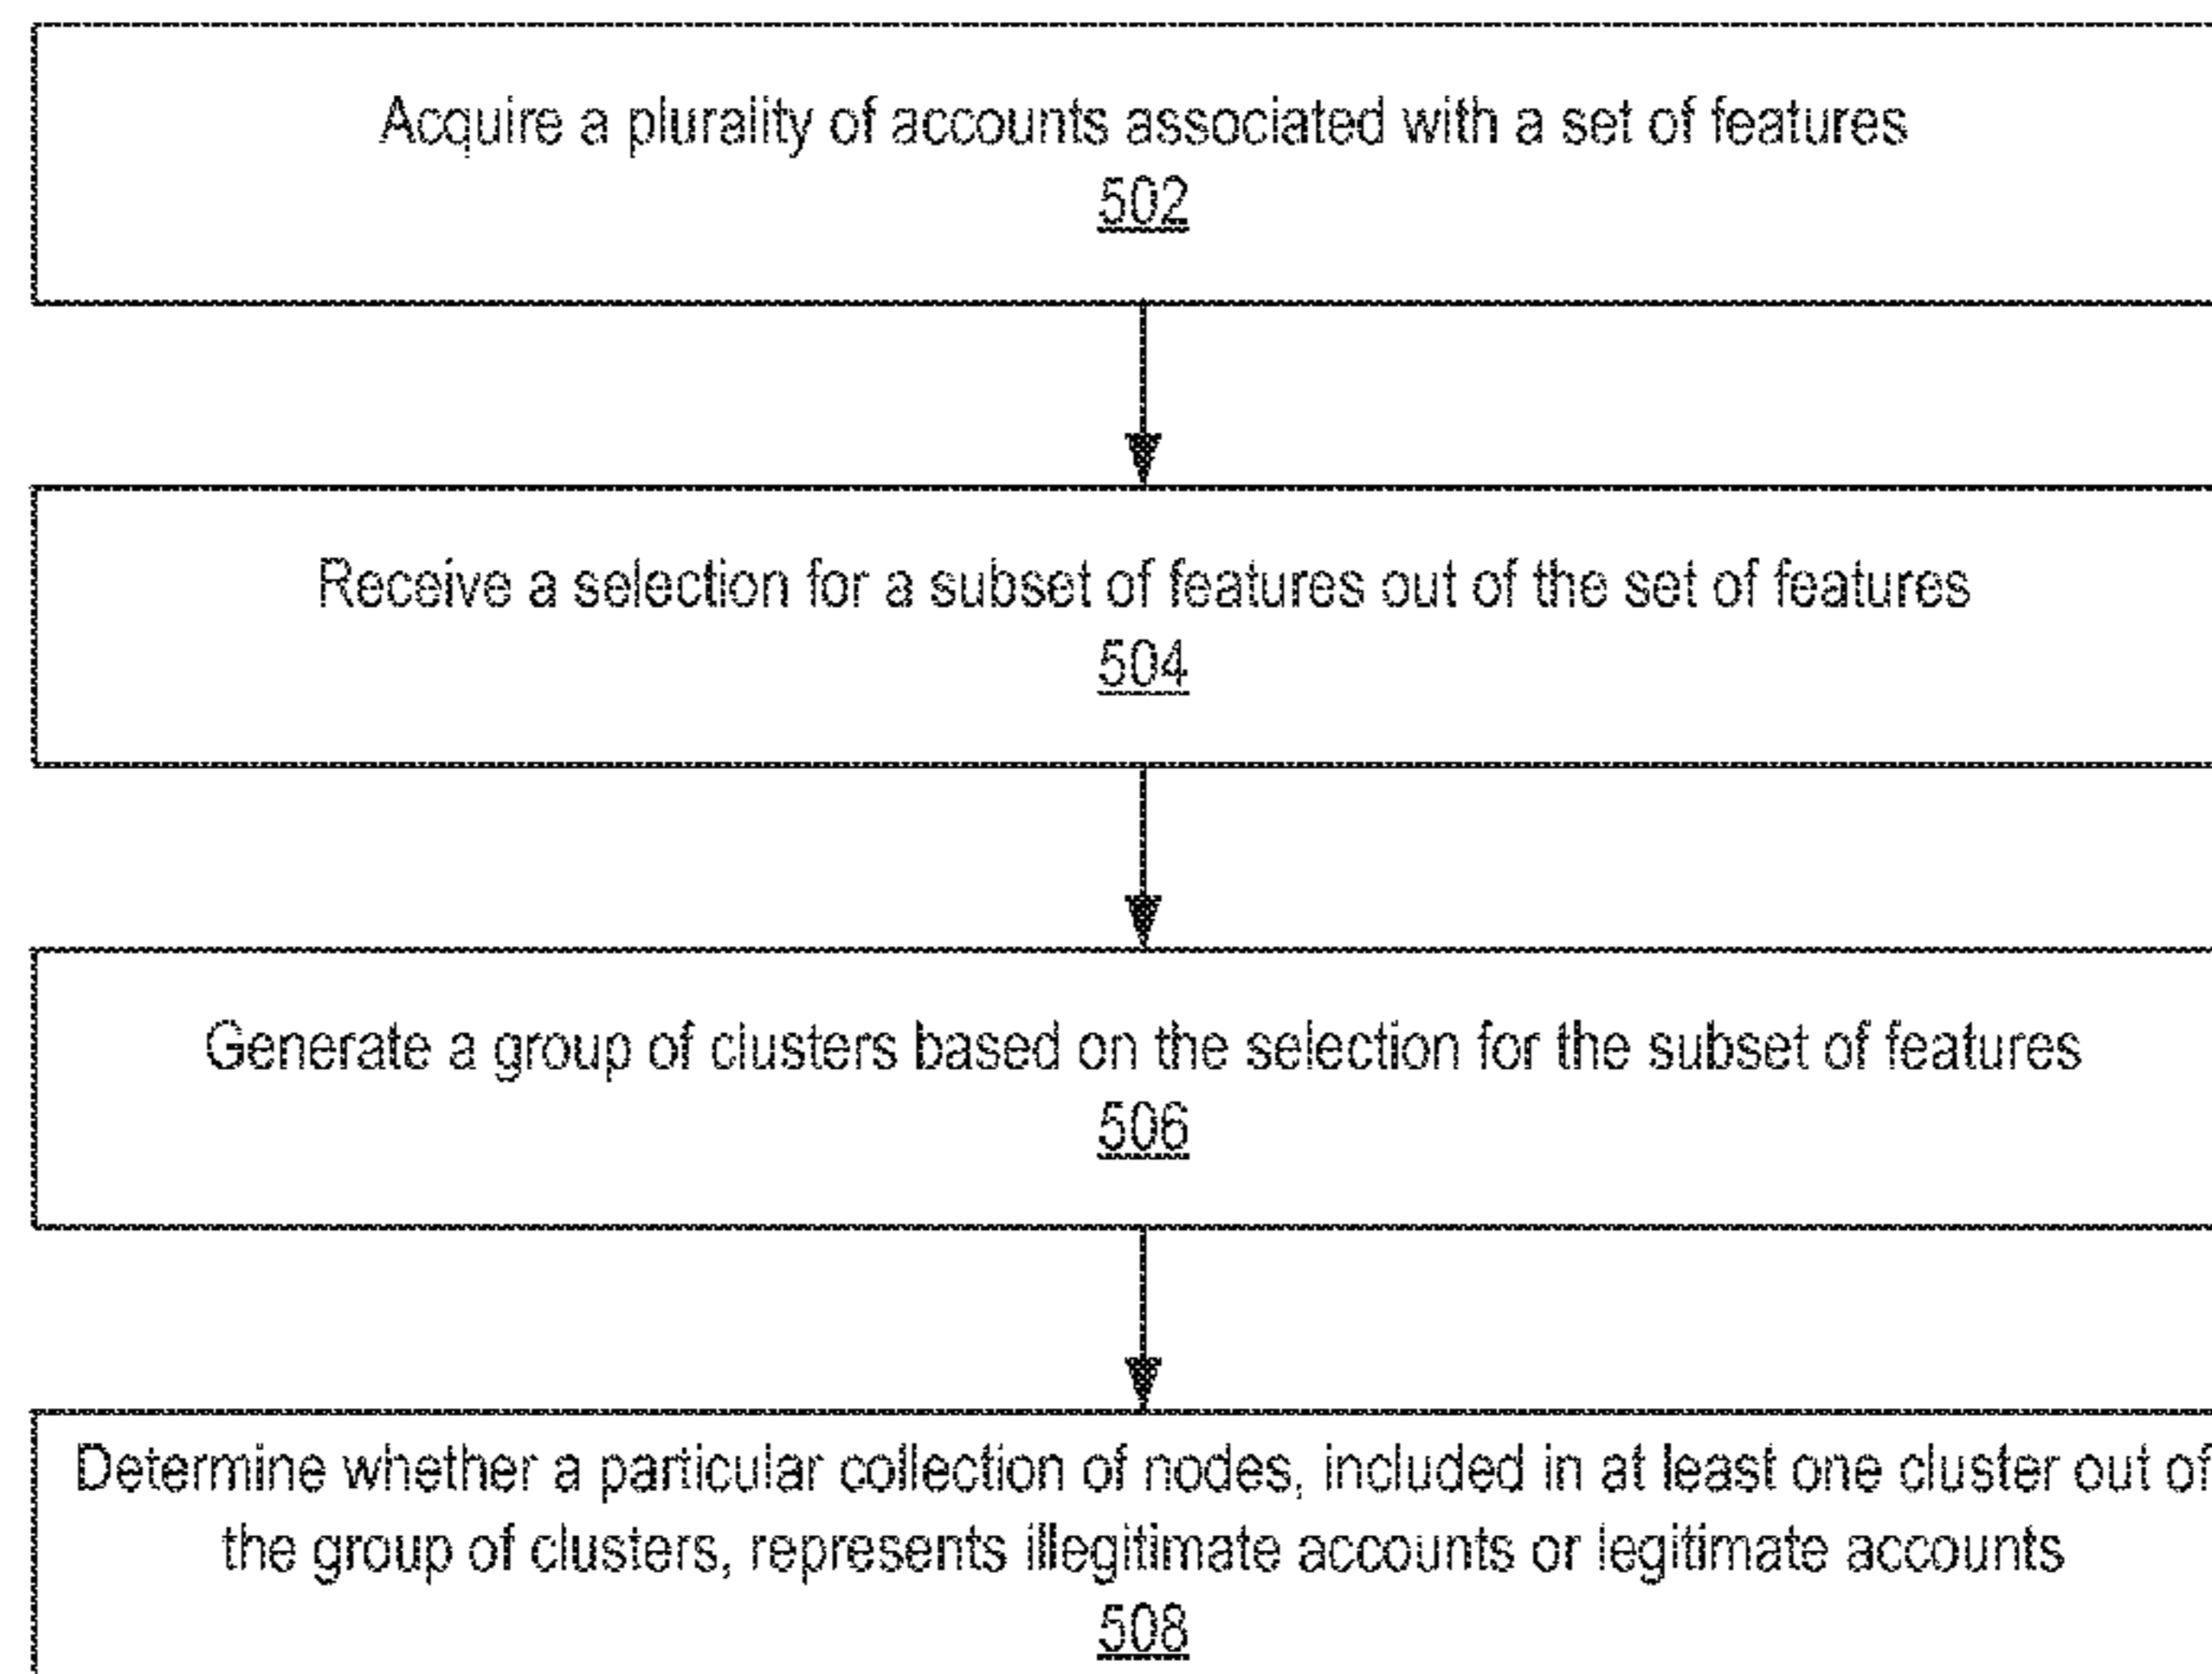 Acquire a plurality of accounts associated with a set of features
502
Receive a selection for a subset of features out of the set of features
504
Generate a group of clusters based on the selection for the subset of features
506
Determine whether a particular collection of nodes, included in at least one cluster out of
the group of clusters, represents illegitimate accounts or legitimate accounts
508